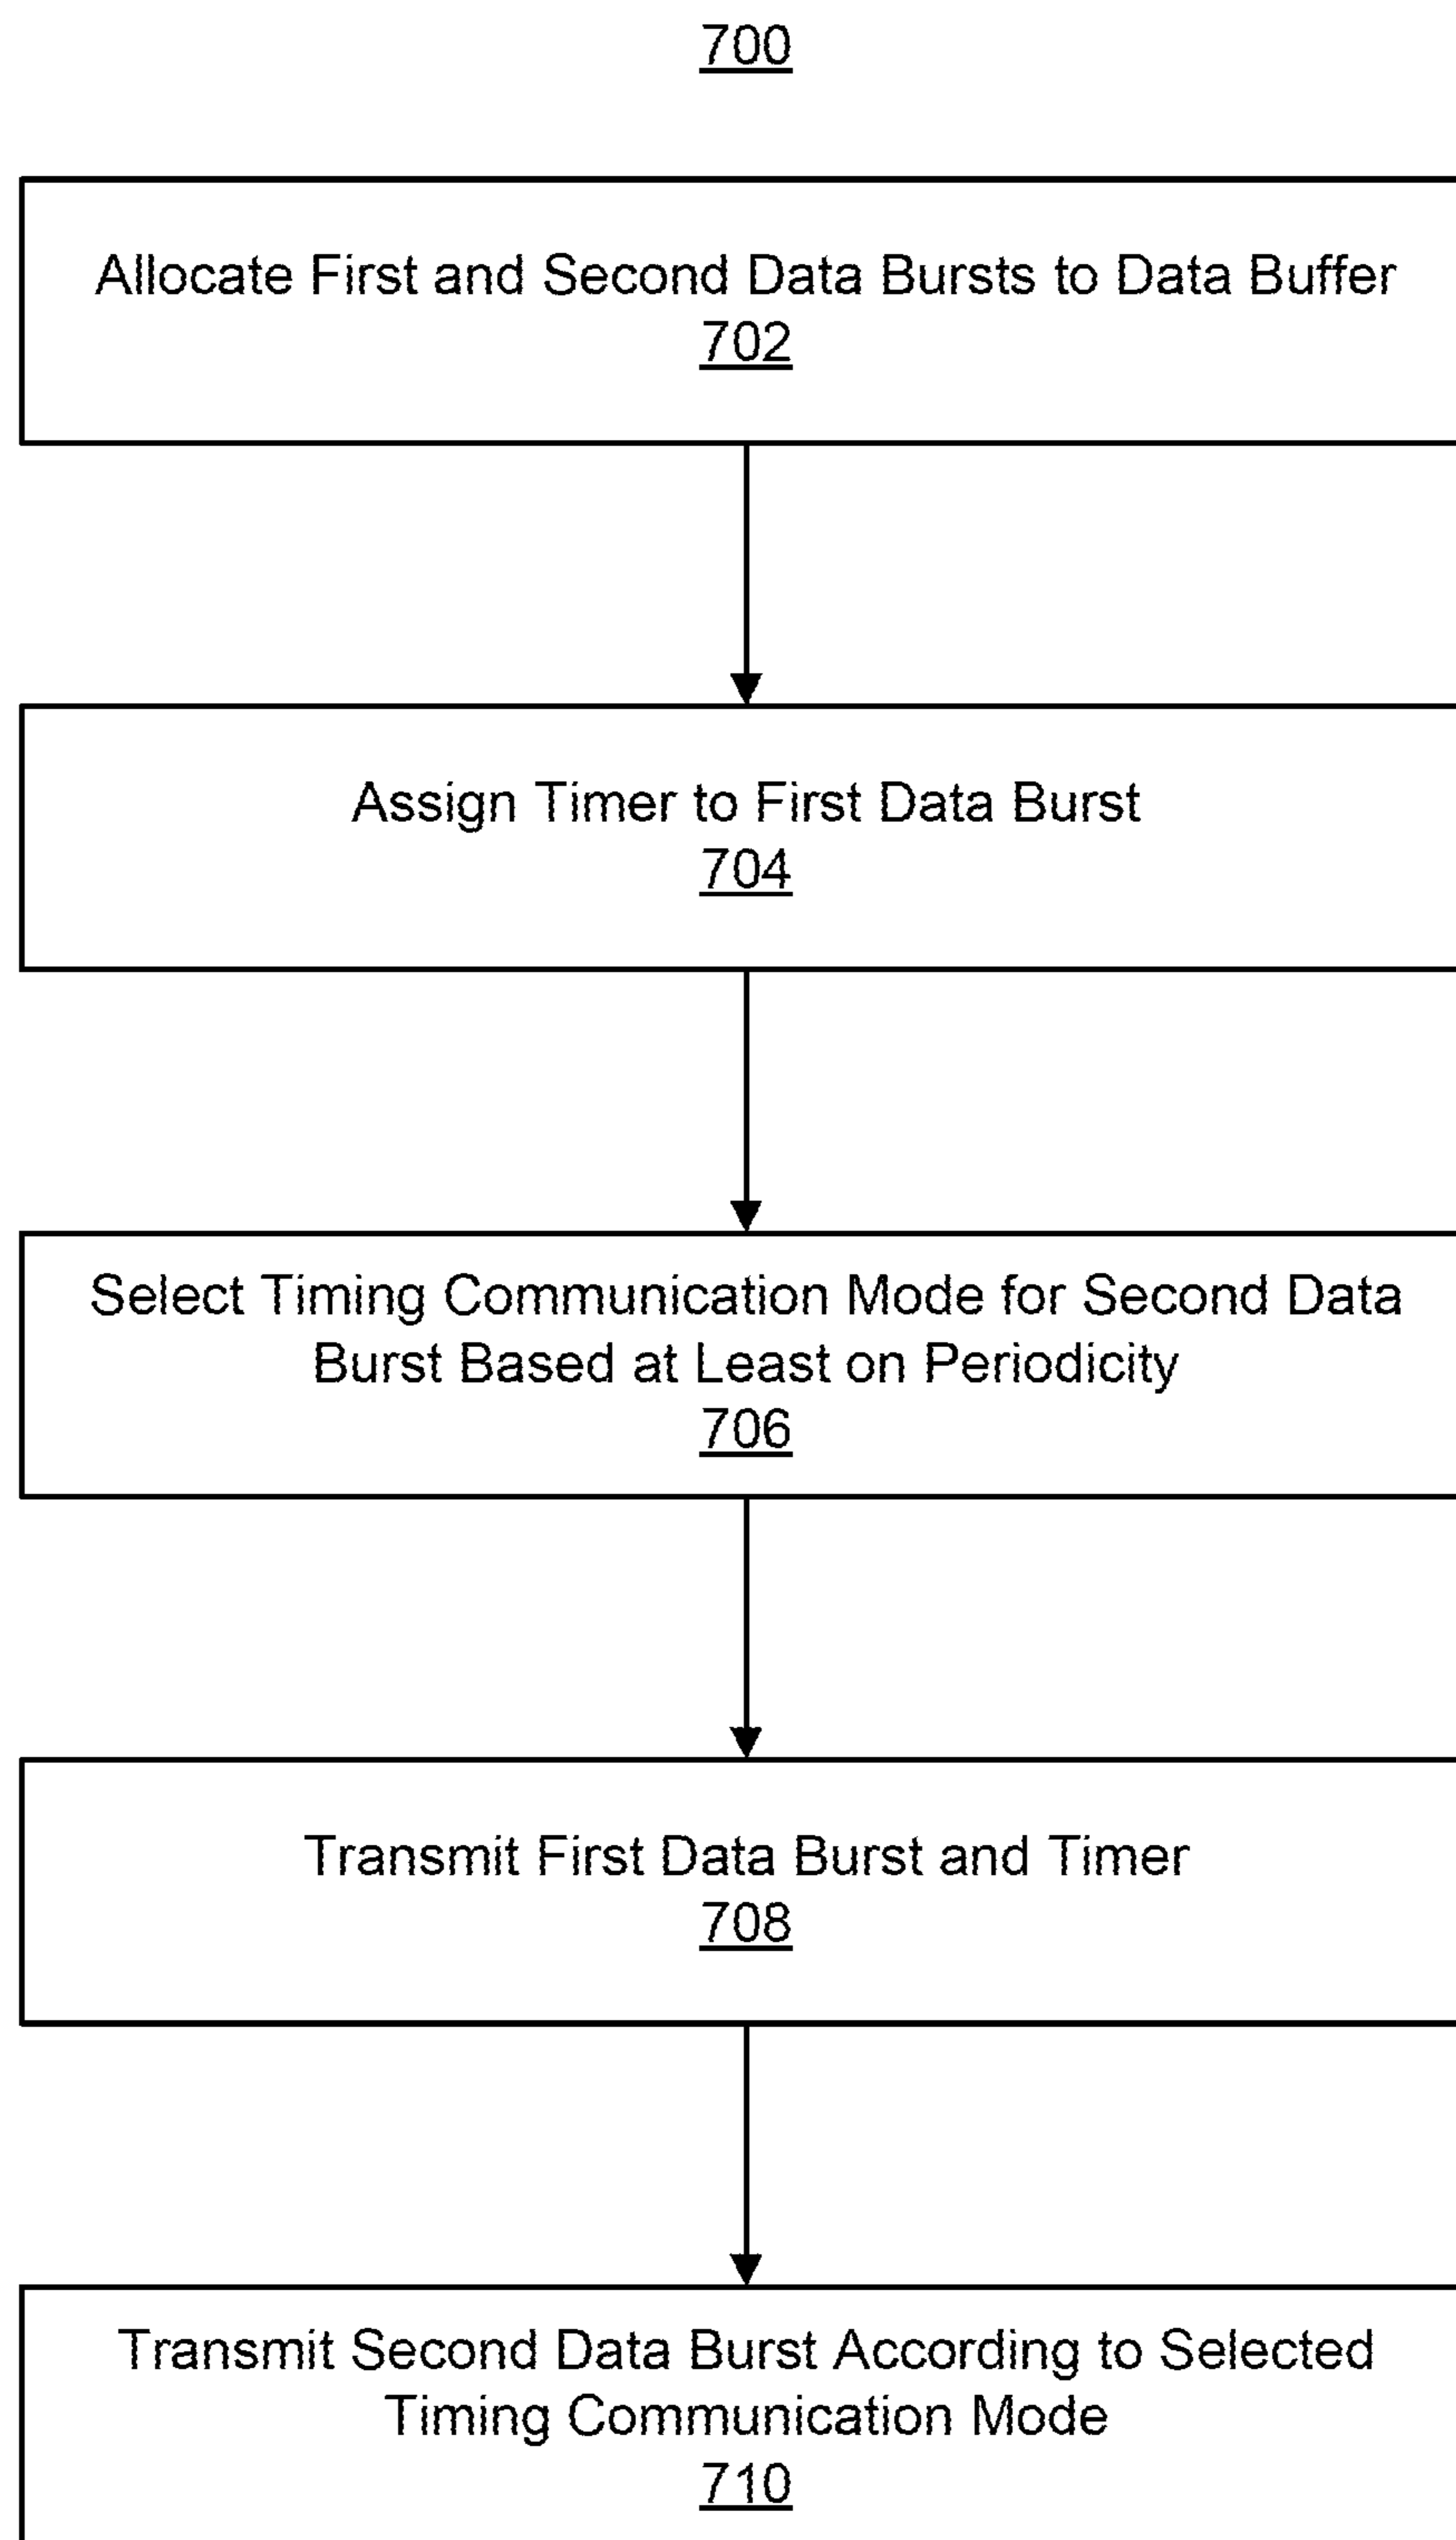 700
Allocate First and Second Data Bursts to Data Buffer
702
Assign Timer to First Data Burst
704
Select Timing Communication Mode for Second Data
Burst Based at Least on Periodicity
706
Transmit First Data Burst and Timer
708
Transmit Second Data Burst According to Selected
Timing Communication Mode
710